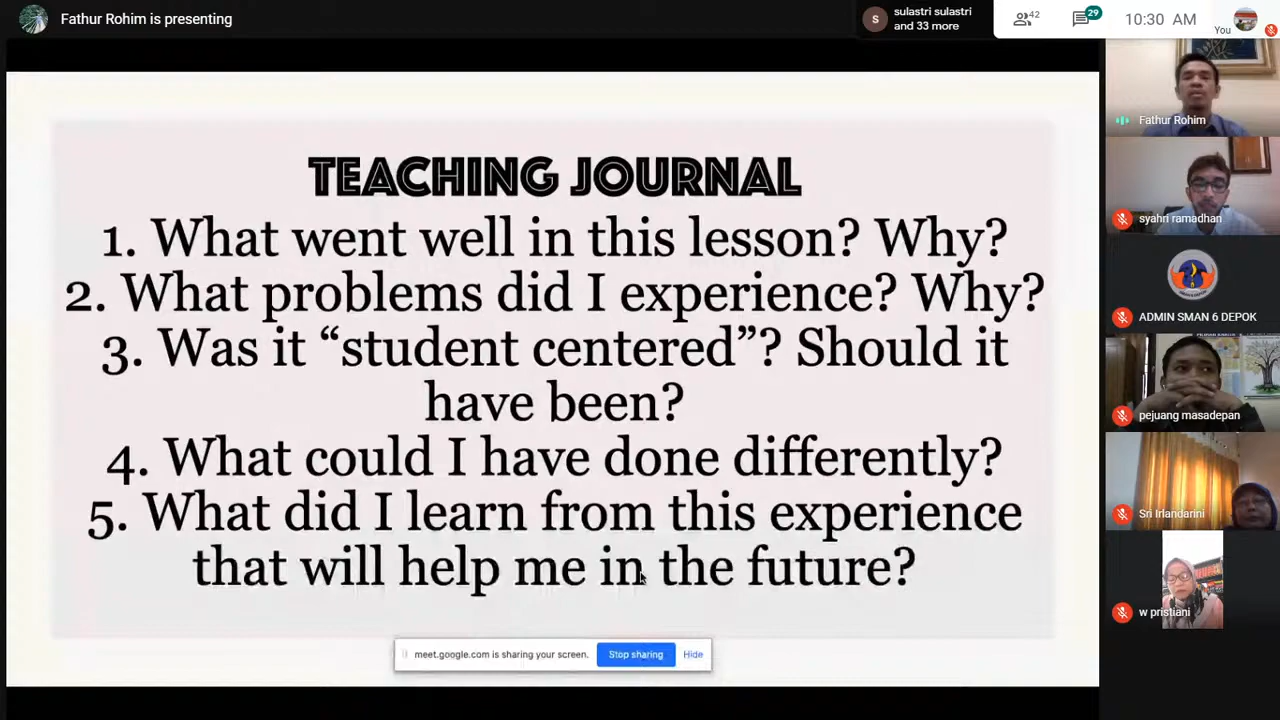 Fathur Rohim is presenting
S
sulastri sulastri
and 33 more
42
29
10:30 AM
You
TEACHING JOURNAL
1. What went well in this lesson? Why?
2. What problems did I experience? Why?
3. Was it “student centered”? Should it
have been?
4. What could I have done differently?
5. What did I learn from this experience
that will help me in the future?
meet.google.com is sharing your screen.
Stop sharing
Hide
Fathur Rohim
syahri ramadhan
ADMIN SMAN 6 DEPOK
pejuang masadepan
Sri Irlandarini
w pristiani